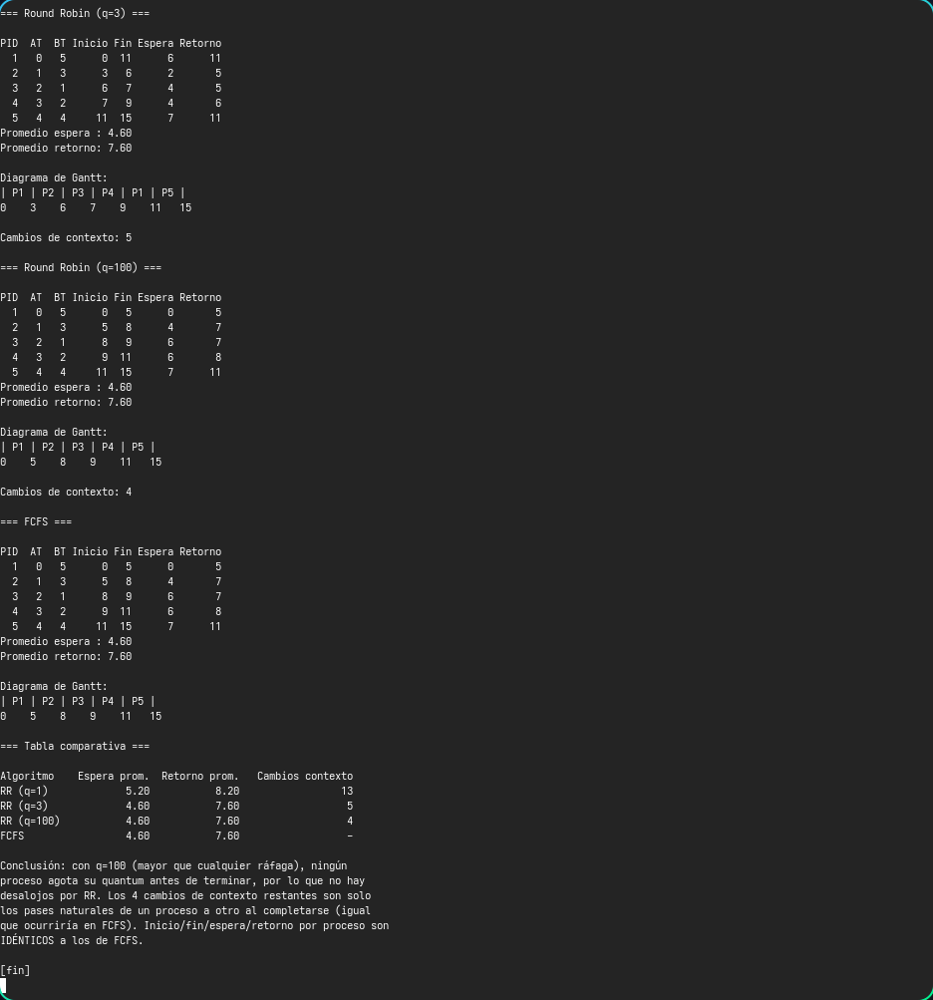 === Round Robin (q=3) ===
PID  AT  BT Inicio Fin Espera Retorno
  1   0   5      0  11      6      11
  2   1   3      3   6      2       5
  3   2   1      6   7      4       5
  4   3   2      7   9      4       6
  5   4   4     11  15      7      11
Promedio espera : 4.60
Promedio retorno: 7.60
Diagrama de Gantt:
| P1 | P2 | P3 | P4 | P1 | P5 |
0    3    6    7    9    11   15
Cambios de contexto: 5
=== Round Robin (q=100) ===
PID  AT  BT Inicio Fin Espera Retorno
  1   0   5      0   5      0       5
  2   1   3      5   8      4       7
  3   2   1      8   9      6       7
  4   3   2      9  11      6       8
  5   4   4     11  15      7      11
Promedio espera : 4.60
Promedio retorno: 7.60
Diagrama de Gantt:
| P1 | P2 | P3 | P4 | P5 |
0    5    8    9    11   15
Cambios de contexto: 4
=== FCFS ===
PID  AT  BT Inicio Fin Espera Retorno
  1   0   5      0   5      0       5
  2   1   3      5   8      4       7
  3   2   1      8   9      6       7
  4   3   2      9  11      6       8
  5   4   4     11  15      7      11
Promedio espera : 4.60
Promedio retorno: 7.60
Diagrama de Gantt:
| P1 | P2 | P3 | P4 | P5 |
0    5    8    9    11   15
=== Tabla comparativa ===
Algoritmo    Espera prom.  Retorno prom.   Cambios contexto
RR (q=1)             5.20           8.20                 13
RR (q=3)             4.60           7.60                  5
RR (q=100)           4.60           7.60                  4
FCFS                 4.60           7.60                  -
Conclusión: con q=100 (mayor que cualquier ráfaga), ningún
proceso agota su quantum antes de terminar, por lo que no hay
desalojos por RR. Los 4 cambios de contexto restantes son solo
los pases naturales de un proceso a otro al completarse (igual
que ocurriría en FCFS). Inicio/fin/espera/retorno por proceso son
IDÉNTICOS a los de FCFS.
[fin]